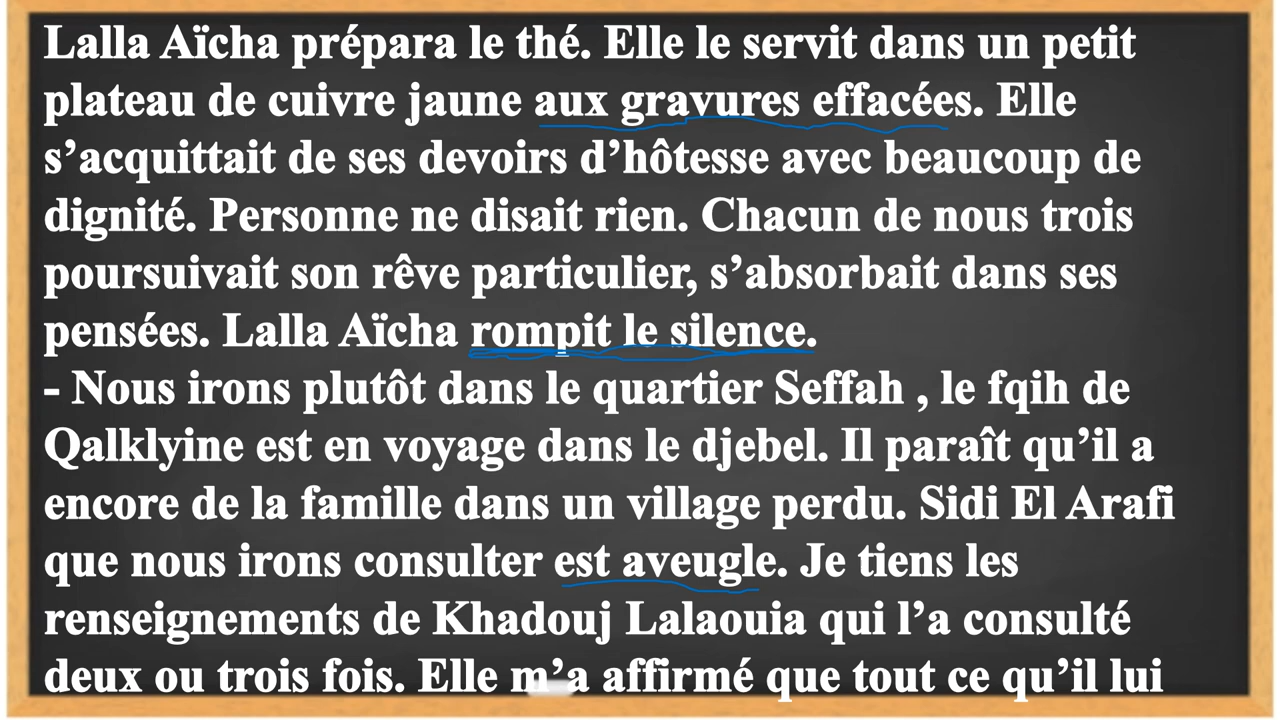 Lalla Aïcha prépara le thé. Elle le servit dans un petit
plateau de cuivre jaune aux gravures effacées. Elle
s’acquittait de ses devoirs d’hôtesse avec beaucoup de
dignité. Personne ne disait rien. Chacun de nous trois
poursuivait son rêve particulier, s’absorbait dans ses
pensées. Lalla Aïcha rompit le silence.
- Nous irons plutôt dans le quartier Seffah , le fqih de
Qalklyine est en voyage dans le djebel. Il paraît qu’il a
encore de la famille dans un village perdu. Sidi El Arafi
que nous irons consulter est aveugle. Je tiens les
renseignements de Khadouj Lalaouia qui l’a consulté
deux ou trois fois. Elle m’a affirmé que tout ce qu’il lui